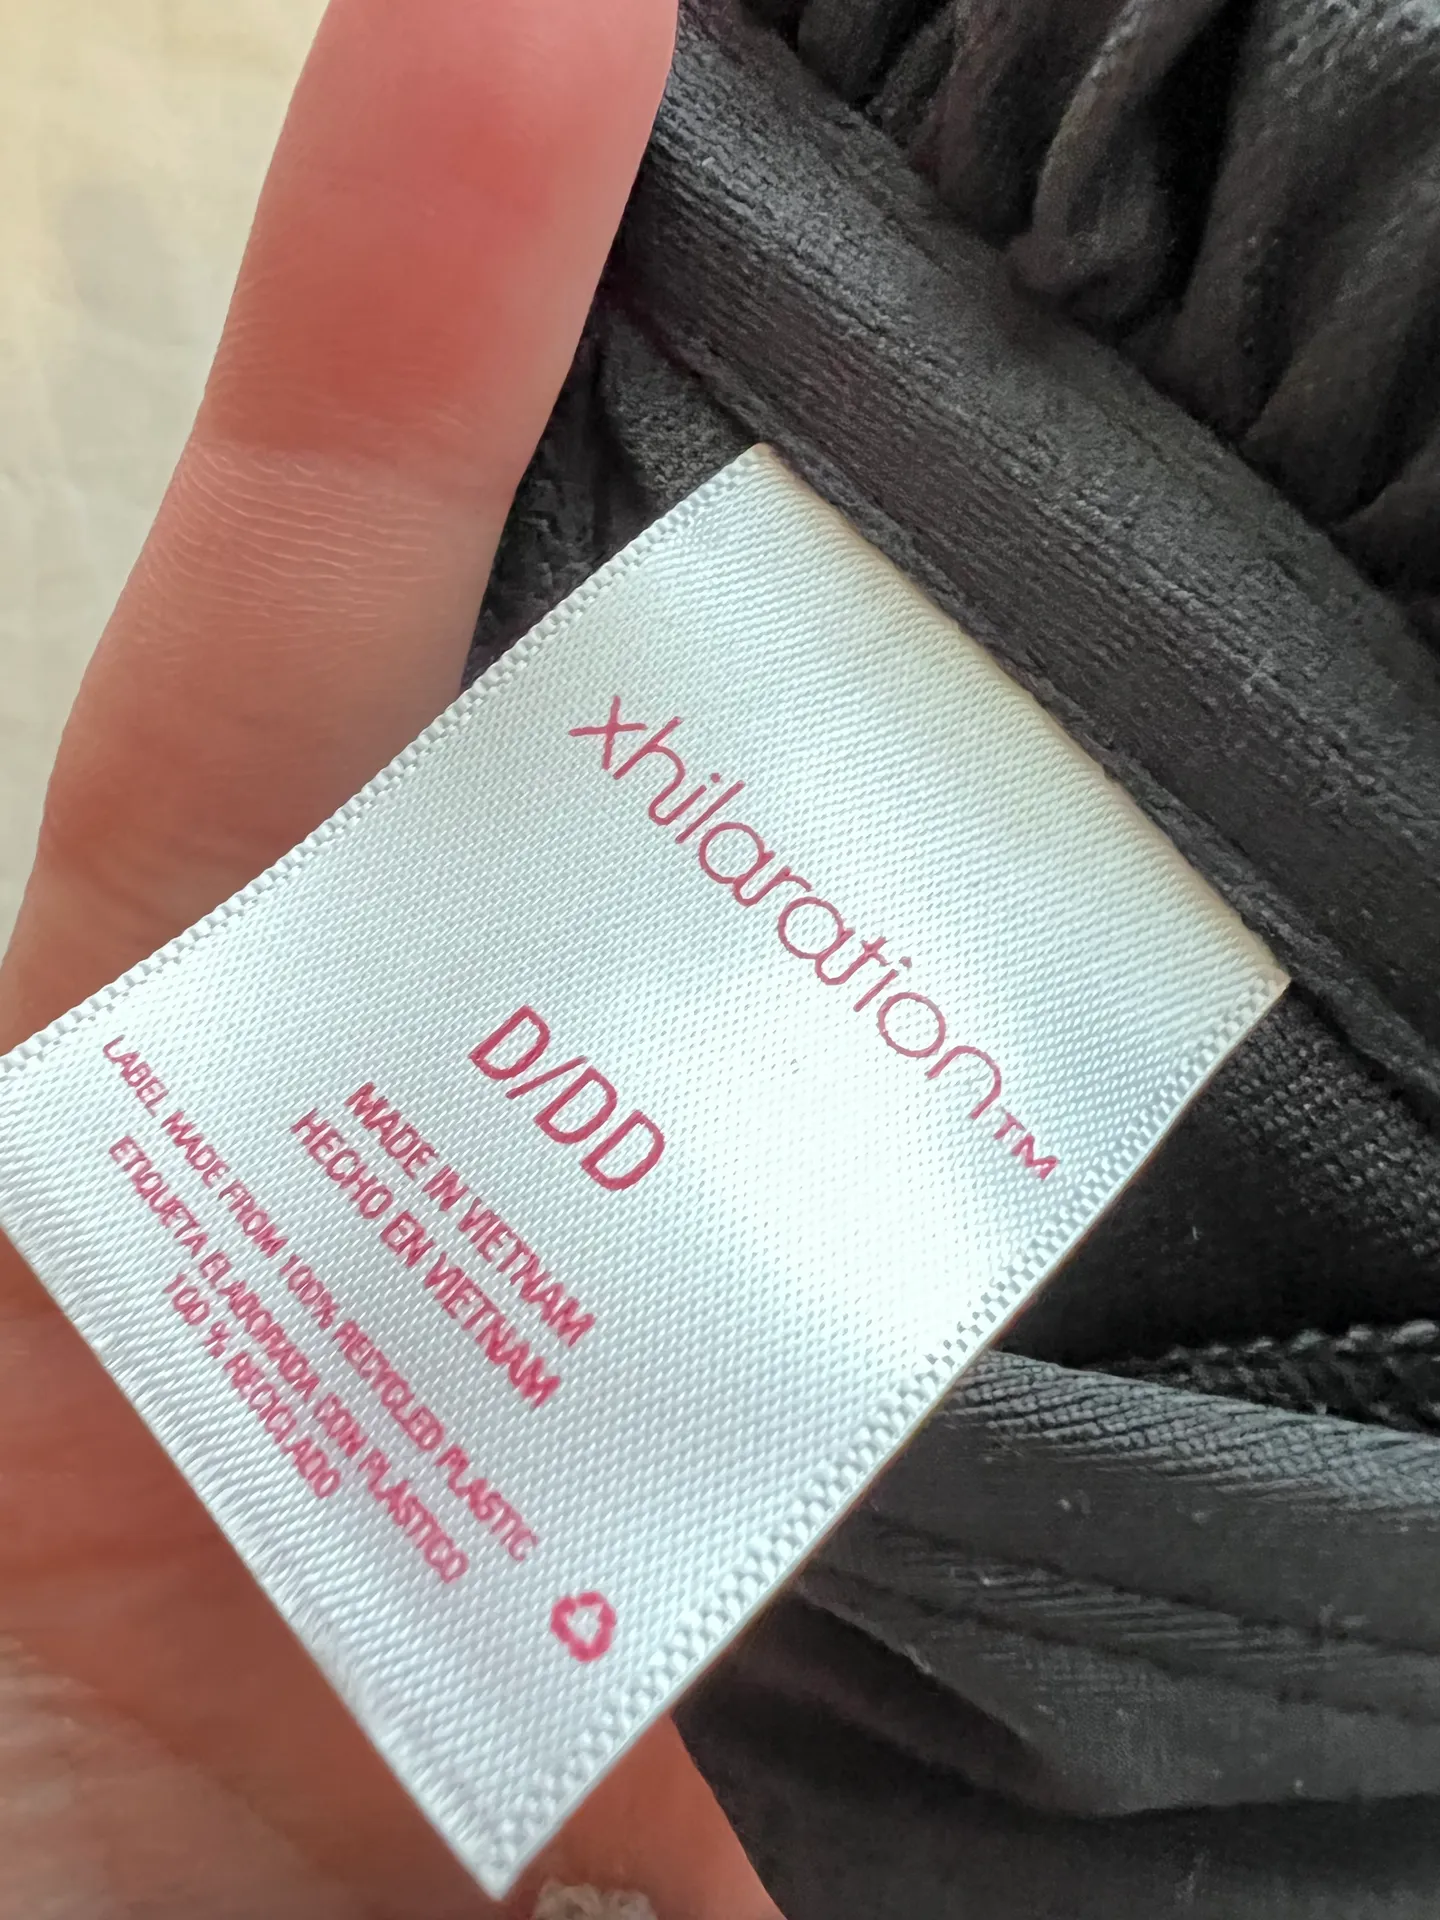 xhilaration™
D/DD
MADE IN VIETNAM
HECHO EN VIETNAM
LABEL MADE FROM 100% RECYCLED PLASTIC
ETIQUETA ELABORADA CON PLASTICO
100 % RECICLADO